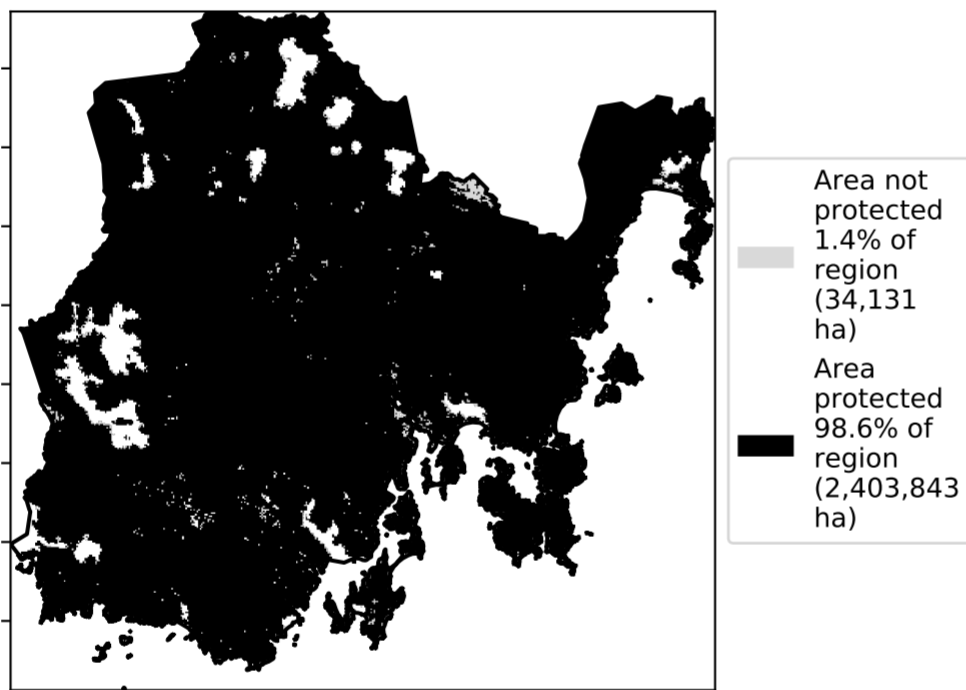 Area not
protected
1.4% of
region
(34,131
ha)
Area
protected
98.6% of
region
(2,403,843
ha)